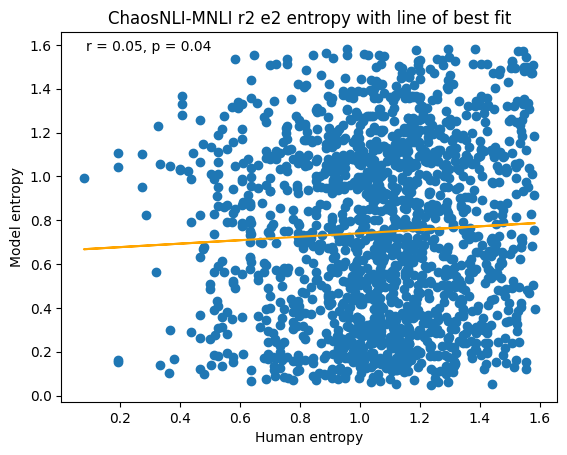 ChaosNLI-MNLI r2 e2 entropy with line of best fit
r = 0.05, p = 0.04
Model entropy
1.6
1.4
1.2
1.0
0.8
0.6
0.4
0.2
0.0
0.2 0.4 0.6 0.8 1.0 1.2 1.4 1.6
Human entropy